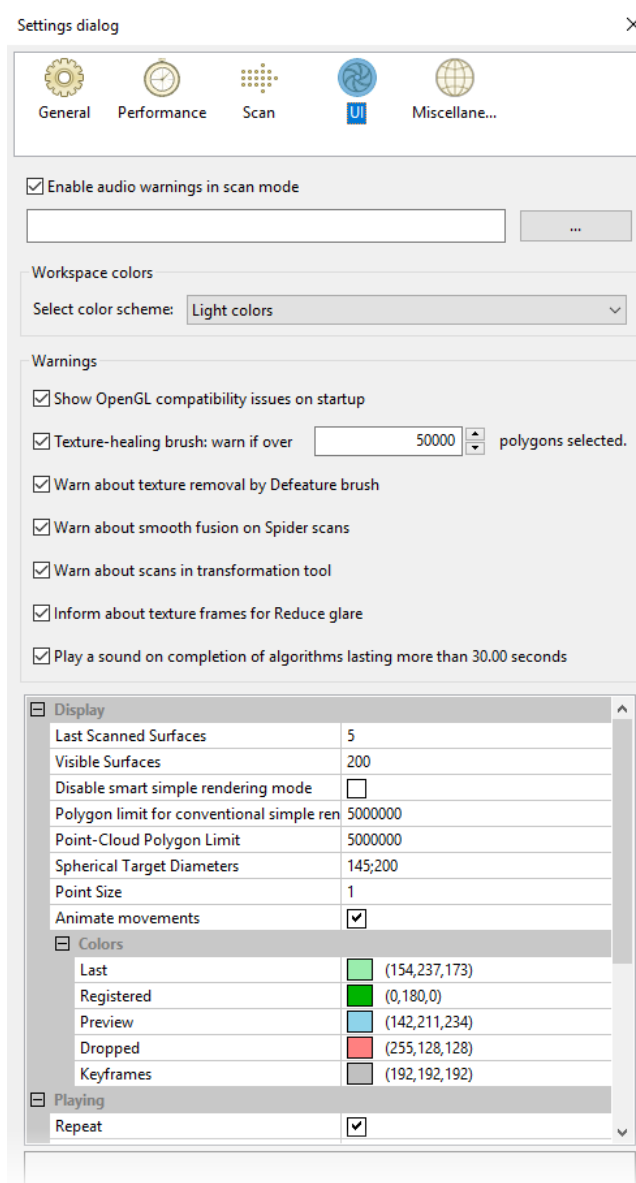 Settings dialog
General Performance Scan UI Miscellane...
Enable audio warnings in scan mode
...
Workspace colors
Select color scheme: Light colors
Warnings
Show OpenGL compatibility issues on startup
Texture-healing brush: warn if over 50000 polygons selected.
Warn about texture removal by Defeature brush
Warn about smooth fusion on Spider scans
Warn about scans in transformation tool
Inform about texture frames for Reduce glare
Play a sound on completion of algorithms lasting more than 30.00 seconds
Display
Last Scanned Surfaces 5
Visible Surfaces 200
Disable smart simple rendering mode
Polygon limit for conventional simple ren 5000000
Point-Cloud Polygon Limit 5000000
Spherical Target Diameters 145;200
Point Size 1
Animate movements
Colors
Last (154,237,173)
Registered (0,180,0)
Preview (142,211,234)
Dropped (255,128,128)
Keyframes (192,192,192)
Playing
Repeat